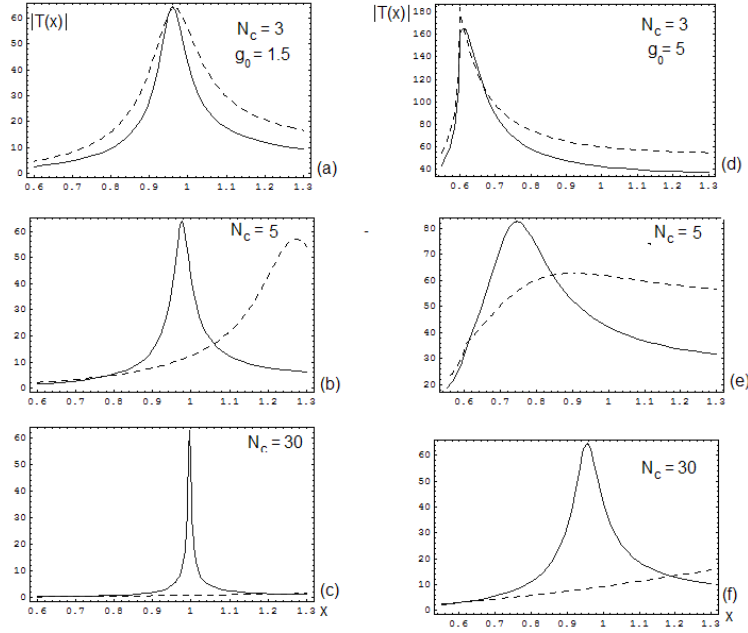 |T(x)|
60
50
40
30
20
10
0
0.6 0.7 0.8 0.9 1 1.1 1.2 1.3
N_c = 3
g_0 = 1.5
(a)
|T(x)|
180
160
140
120
100
80
60
40
0.6 0.7 0.8 0.9 1 1.1 1.2 1.3
N_c = 3
g_0 = 5
(d)
60
50
40
30
20
10
0
0.6 0.7 0.8 0.9 1 1.1 1.2 1.3
N_c = 5
(b)
80
70
60
50
40
30
20
0.6 0.7 0.8 0.9 1 1.1 1.2 1.3
N_c = 5
(e)
60
50
40
30
20
10
0
0.6 0.7 0.8 0.9 1 1.1 1.2 1.3
N_c = 30
(c)
x
60
50
40
30
20
10
0
0.6 0.7 0.8 0.9 1 1.1 1.2 1.3
N_c = 30
(f)
x